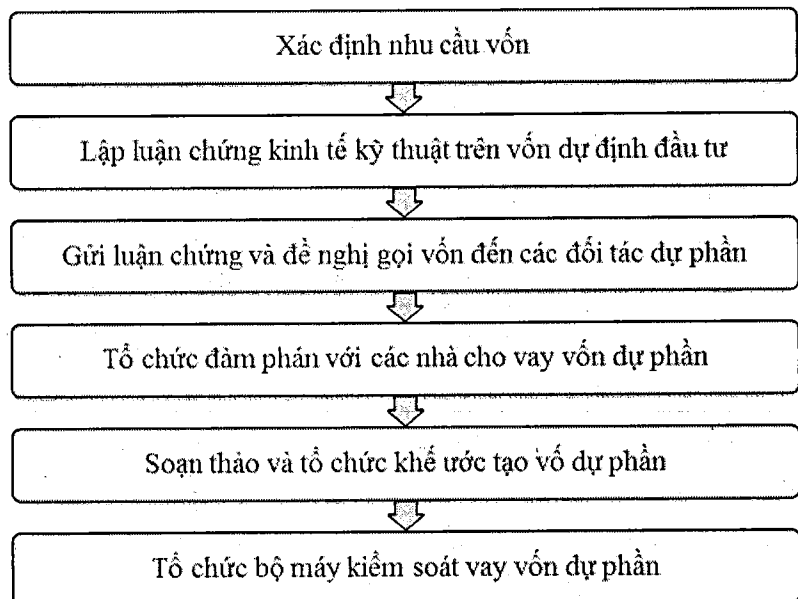 Xác định nhu cầu vốn
Lập luận chứng kinh tế kỹ thuật trên vốn dự định đầu tư
Gửi luận chứng và đề nghị gọi vốn đến các đối tác dự phần
Tổ chức đàm phán với các nhà cho vay vốn dự phần
Soạn thảo và tổ chức khế ước tạo vố dự phần
Tổ chức bộ máy kiểm soát vay vốn dự phần